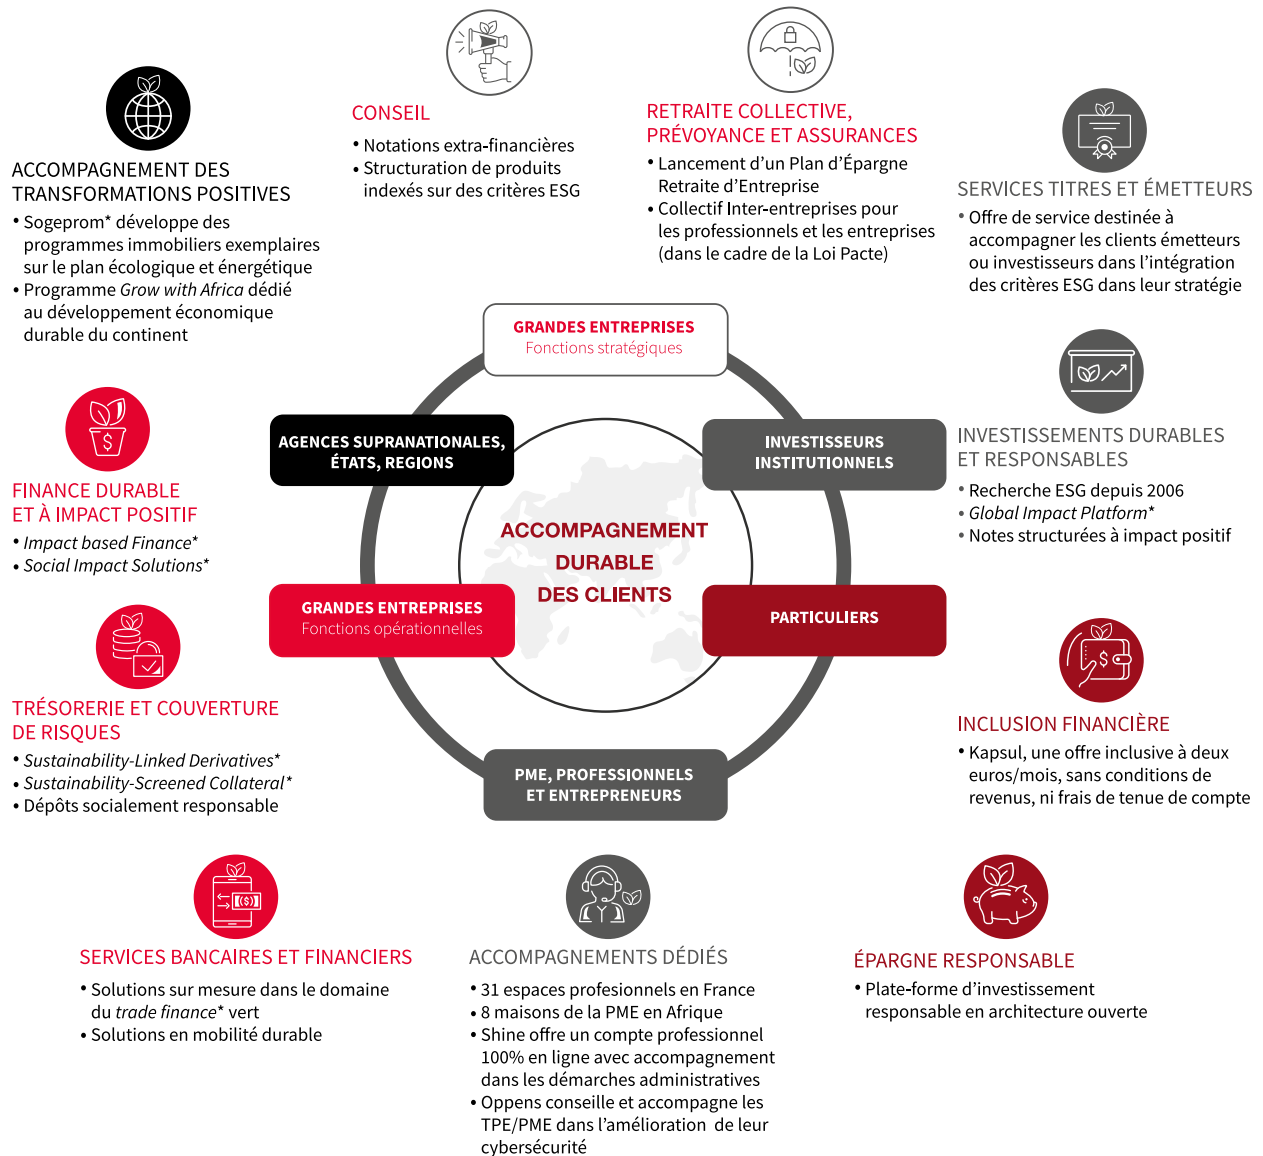 ACCOMPAGNEMENT DES
TRANSFORMATIONS POSITIVES
• Sogeprom* développe des
programmes immobiliers exemplaires
sur le plan écologique et énergétique
• Programme Grow with Africa dédié
au développement économique
durable du continent
CONSEIL
• Notations extra-financières
• Structuration de produits
indexés sur des critères ESG
RETRAITE COLLECTIVE,
PRÉVOYANCE ET ASSURANCES
• Lancement d'un Plan d'Épargne
Retraite d'Entreprise
• Collectif Inter-entreprises pour
les professionnels et les entreprises
(dans le cadre de la Loi Pacte)
SERVICES TITRES ET ÉMETTEURS
• Offre de service destinée à
accompagner les clients émetteurs
ou investisseurs dans l'intégration
des critères ESG dans leur stratégie
GRANDES ENTREPRISES
Fonctions stratégiques
AGENCES SUPRANATIONALES,
ÉTATS, REGIONS
INVESTISSEURS
INSTITUTIONNELS
ACCOMPAGNEMENT
DURABLE
DES CLIENTS
GRANDES ENTREPRISES
Fonctions opérationnelles
PARTICULIERS
PME, PROFESSIONNELS
ET ENTREPRENEURS
$
FINANCE DURABLE
ET À IMPACT POSITIF
• Impact based Finance*
• Social Impact Solutions*
INVESTISSEMENTS DURABLES
ET RESPONSABLES
• Recherche ESG depuis 2006
• Global Impact Platform*
• Notes structurées à impact positif
TRÉSORERIE ET COUVERTURE
DE RISQUES
• Sustainability-Linked Derivatives*
• Sustainability-Screened Collateral*
• Dépôts socialement responsable
$
INCLUSION FINANCIÈRE
• Kapsul, une offre inclusive à deux
euros/mois, sans conditions de
revenus, ni frais de tenue de compte
($)
SERVICES BANCAIRES ET FINANCIERS
• Solutions sur mesure dans le domaine
du trade finance* vert
• Solutions en mobilité durable
ACCOMPAGNEMENTS DÉDIÉS
• 31 espaces profesionnels en France
• 8 maisons de la PME en Afrique
• Shine offre un compte professionnel
100% en ligne avec accompagnement
dans les démarches administratives
• Oppens conseille et accompagne les
TPE/PME dans l'amélioration de leur
cybersécurité
ÉPARGNE RESPONSABLE
• Plate-forme d'investissement
responsable en architecture ouverte